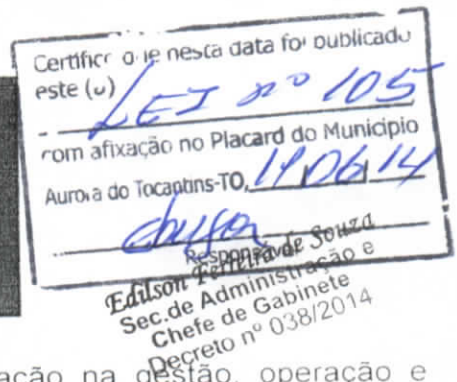 Certifico que nesta data foi publicado
este (a)
LEI nº 105
com afixação no Placard do Município
Aurora do Tocantins-TO, 11/06/14
Edilson
Responsável
Edilson Ferreira de Souza
Sec. de Administração e
Chefe de Gabinete
Decreto nº 038/2014
ação na gestão, operação e